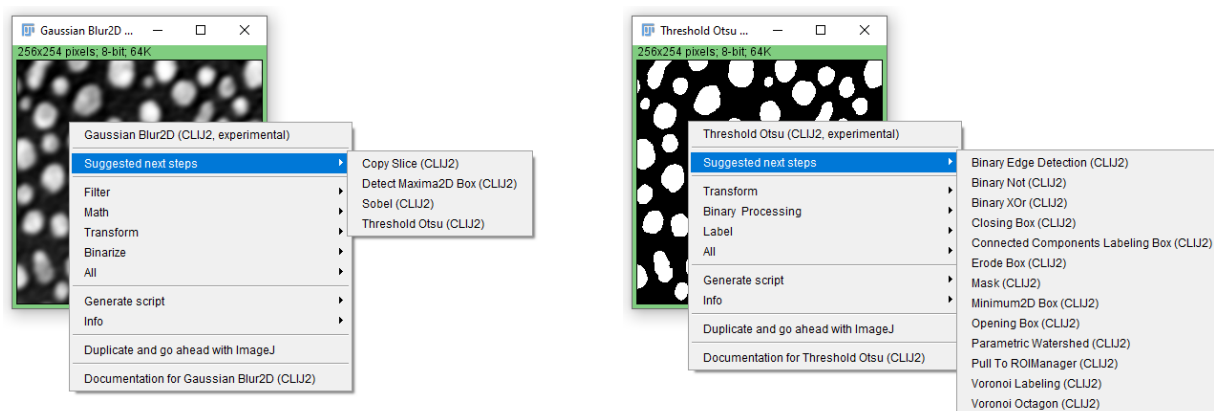 Gaussian Blur2D ...
256x254 pixels; 8-bit; 64K
Gaussian Blur2D (CLIJ2, experimental)
Suggested next steps
Filter
Math
Transform
Binarize
All
Generate script
Info
Duplicate and go ahead with ImageJ
Documentation for Gaussian Blur2D (CLIJ2)
Copy Slice (CLIJ2)
Detect Maxima2D Box (CLIJ2)
Sobel (CLIJ2)
Threshold Otsu (CLIJ2)
Threshold Otsu ...
256x254 pixels; 8-bit; 64K
Threshold Otsu (CLIJ2, experimental)
Suggested next steps
Transform
Binary Processing
Label
All
Generate script
Info
Duplicate and go ahead with ImageJ
Documentation for Threshold Otsu (CLIJ2)
Binary Edge Detection (CLIJ2)
Binary Not (CLIJ2)
Binary XOr (CLIJ2)
Closing Box (CLIJ2)
Connected Components Labeling Box (CLIJ2)
Erode Box (CLIJ2)
Mask (CLIJ2)
Minimum2D Box (CLIJ2)
Opening Box (CLIJ2)
Parametric Watershed (CLIJ2)
Pull To ROIManager (CLIJ2)
Voronoi Labeling (CLIJ2)
Voronoi Octagon (CLIJ2)